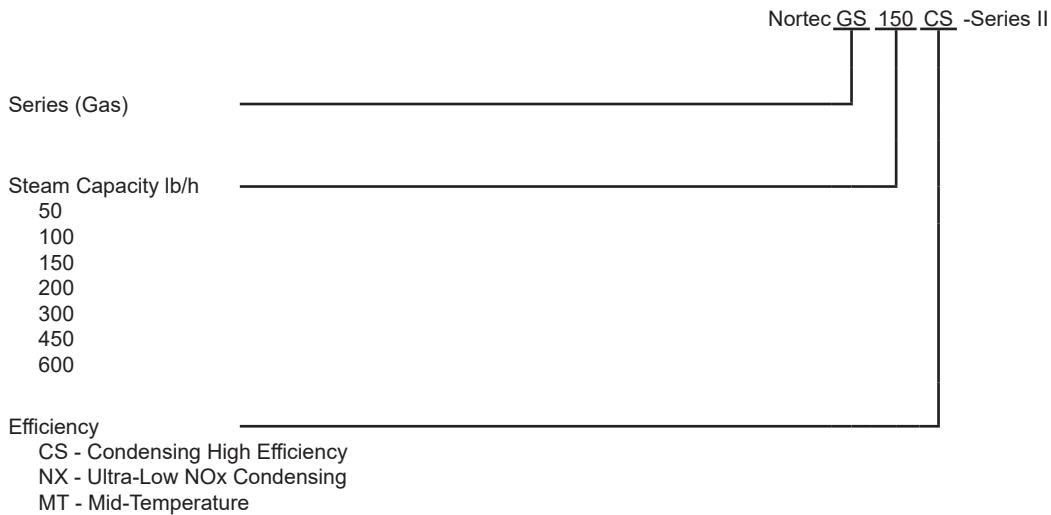 Nortec GS 150 CS -Series II
Series (Gas)
Steam Capacity lb/h
50
100
150
200
300
450
600
Efficiency
CS - Condensing High Efficiency
NX - Ultra-Low NOx Condensing
MT - Mid-Temperature